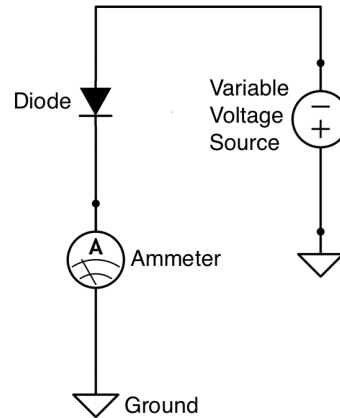 Diode
Variable
Voltage
Source
−
+
A
Ammeter
Ground